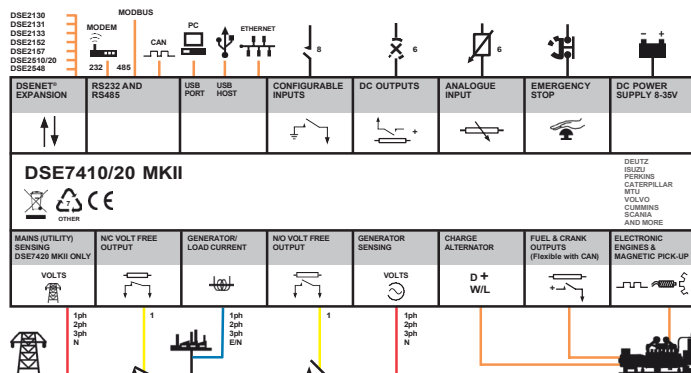 DSE2130
DSE2131
DSE2133
DSE2152
DSE2157
DSE2510/20
DSE2548
MODEM
232
MODBUS
485
CAN
PC
ETHERNET
8
6
6
- +
DSENET® EXPANSION
RS232 AND RS485
USB PORT
USB HOST
CONFIGURABLE INPUTS
DC OUTPUTS
+
ANALOGUE INPUT
EMERGENCY STOP
DC POWER SUPPLY 8-35V
DSE7410/20 MKII
7
OTHER
CE
DEUTZ
ISUZU
PERKINS
CATERPILLAR
MTU
VOLVO
CUMMINS
SCANIA
AND MORE
MAINS (UTILITY)
SENSING
DSE7420 MKII ONLY
VOLTS
N/C VOLT FREE
OUTPUT
GENERATOR/
LOAD CURRENT
N/O VOLT FREE
OUTPUT
GENERATOR
SENSING
VOLTS
CHARGE
ALTERNATOR
D+
W/L
FUEL & CRANK
OUTPUTS
(Flexible with CAN)
+
ELECTRONIC
ENGINES &
MAGNETIC PICK-UP
1ph
2ph
3ph
N
1
1ph
2ph
3ph
E/N
1
1ph
2ph
3ph
N